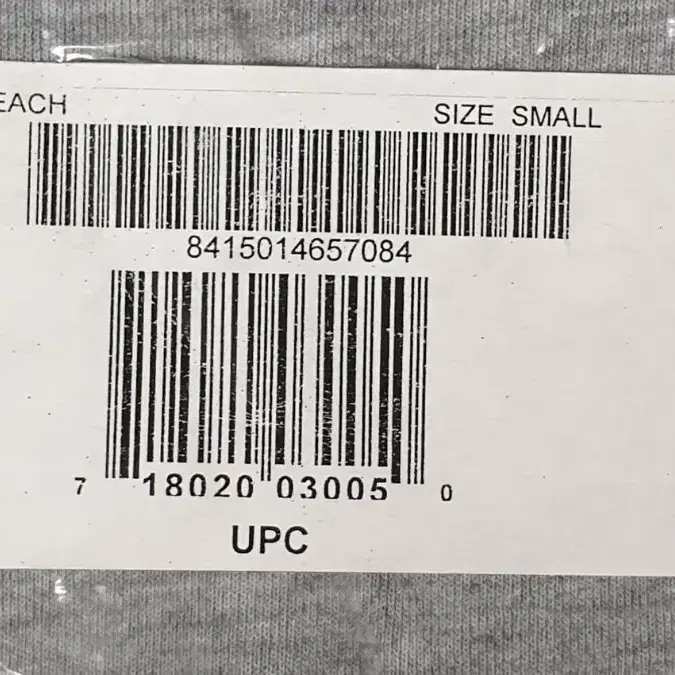 EACH SIZE SMALL
8415014657084
7 18020 03005 0
UPC